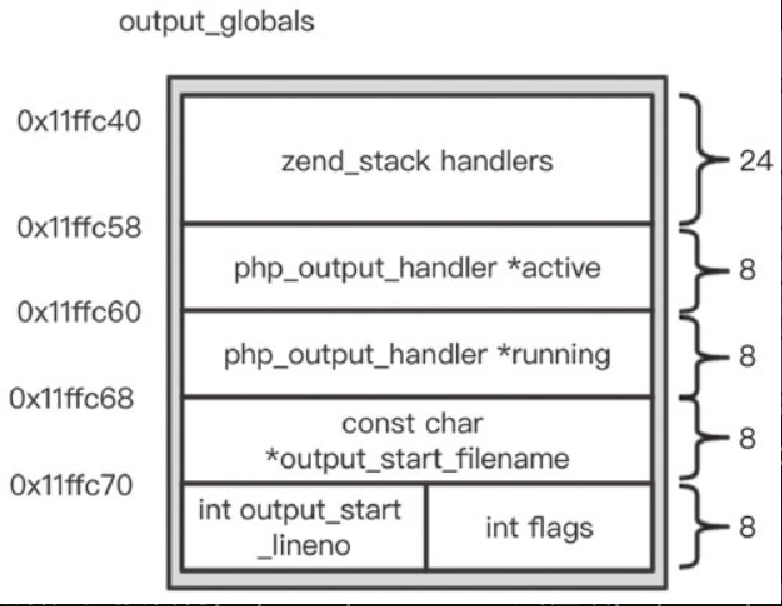 output_globals
0x11ffc40
zend_stack handlers
24
0x11ffc58
php_output_handler *active
8
0x11ffc60
php_output_handler *running
8
0x11ffc68
const char
*output_start_filename
8
0x11ffc70
int output_start
_lineno
int flags
8